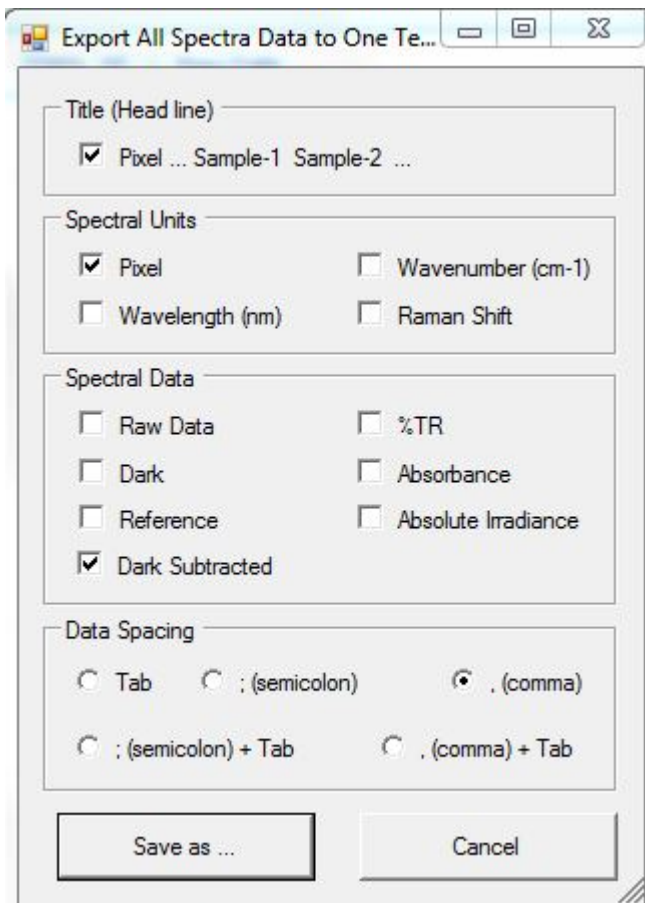 Export All Spectra Data to One Te...
Title (Head line)
Pixel ... Sample-1 Sample-2 ...
Spectral Units
Pixel Wavenumber (cm-1)
Wavelength (nm) Raman Shift
Spectral Data
Raw Data %TR
Dark Absorbance
Reference Absolute Irradiance
Dark Subtracted
Data Spacing
Tab ; (semicolon) , (comma)
; (semicolon) + Tab , (comma) + Tab
Save as ... Cancel